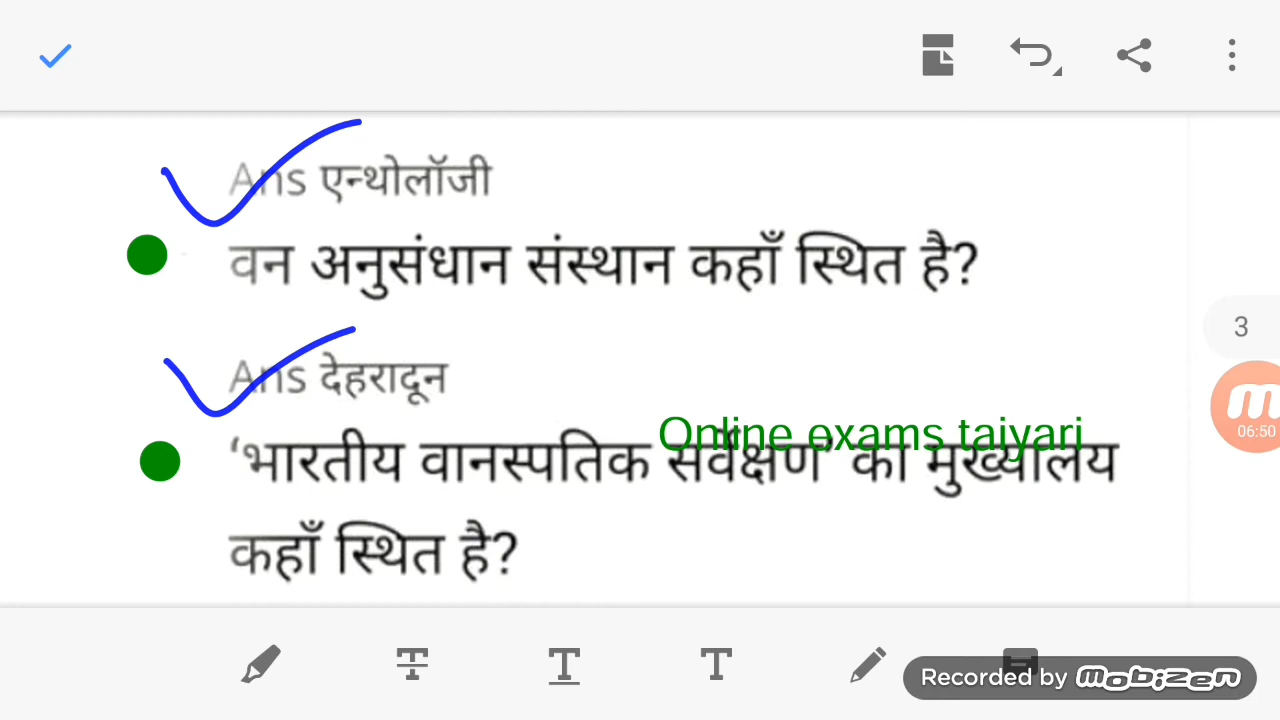 Ans एन्थोलॉजी
वन अनुसंधान संस्थान कहाँ स्थित है?
3
Ans देहरादून
06:50
Online exams taiyari
‘भारतीय वानस्पतिक सर्वेक्षण’ का मुख्यालय
कहाँ स्थित है?
Recorded by mobizen